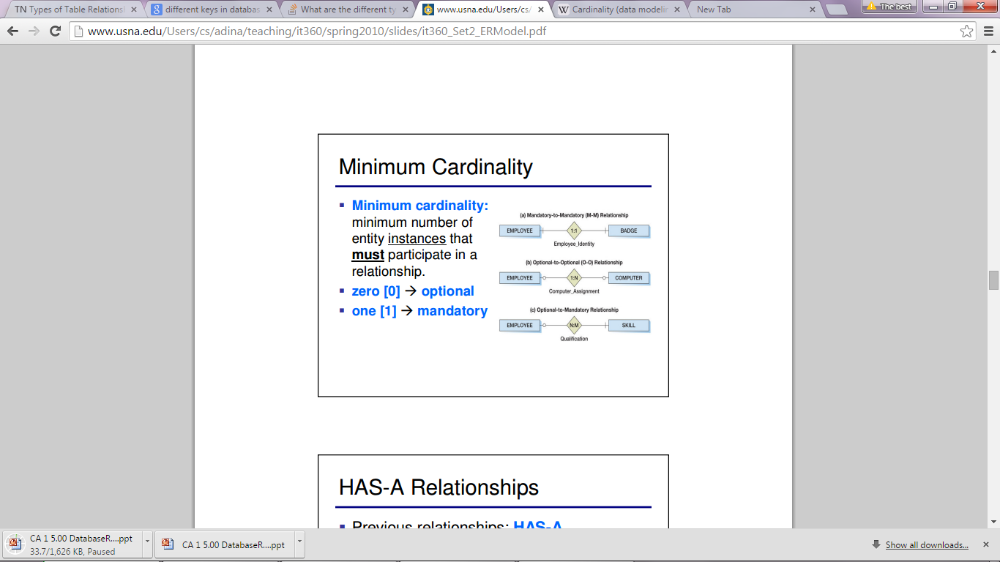 TN Types of Table Relations
different keys in databas
What are the different ty
www.usna.edu/Users/cs/
Cardinality (data modelin
New Tab
The best
www.usna.edu/Users/cs/adina/teaching/it360/spring2010/slides/it360_Set2_ERModel.pdf
Minimum Cardinality
Minimum cardinality:
minimum number of
entity instances that
must participate in a
relationship.
zero [0] → optional
one [1] → mandatory
(a) Mandatory-to-Mandatory (M-M) Relationship
EMPLOYEE 1:1 BADGE
Employee_Identity
(b) Optional-to-Optional (O-O) Relationship
EMPLOYEE 1:N COMPUTER
Computer_Assignment
(c) Optional-to-Mandatory Relationship
EMPLOYEE N:M SKILL
Qualification
HAS-A Relationships
Previous relationships: HAS-A
CA 1 5.00 DatabaseR....ppt
33.7/1,626 KB, Paused
CA 1 5.00 DatabaseR....ppt
Show all downloads...